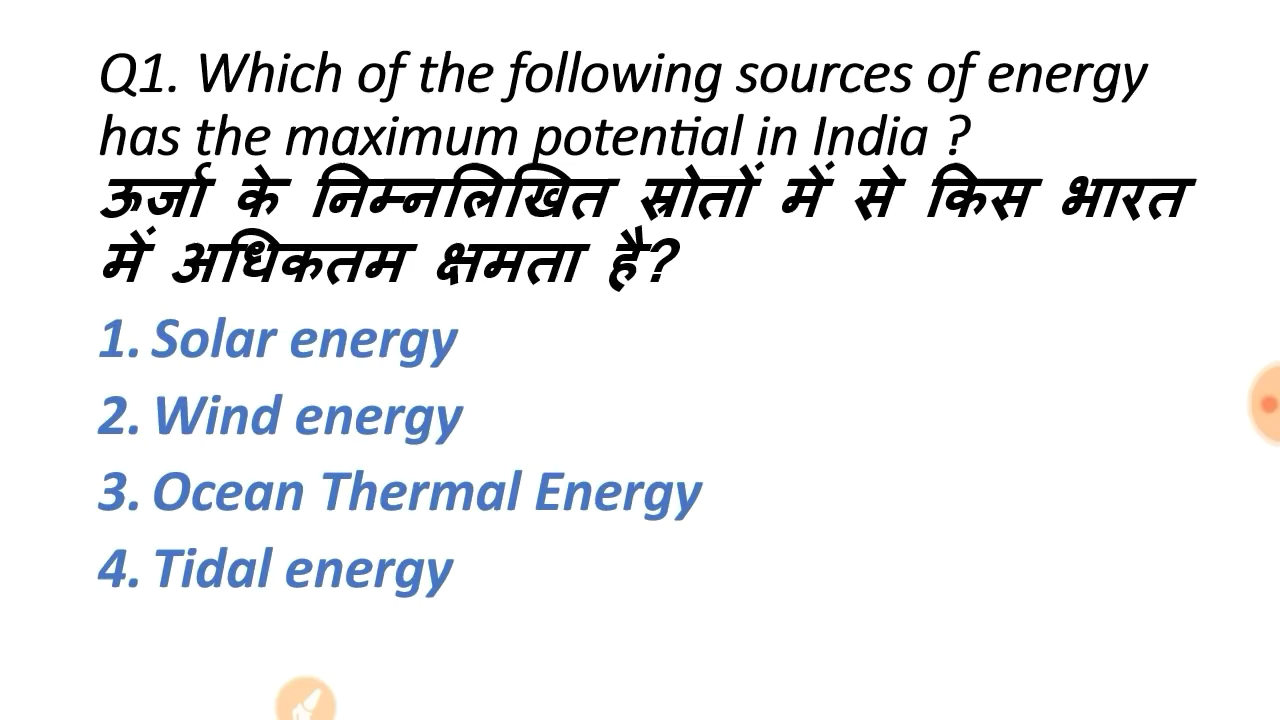 Q1. Which of the following sources of energy
has the maximum potential in India ?
ऊर्जा के निम्नलिखित स्रोतों में से किस भारत
में अधिकतम क्षमता है?
1. Solar energy
2. Wind energy
3. Ocean Thermal Energy
4. Tidal energy